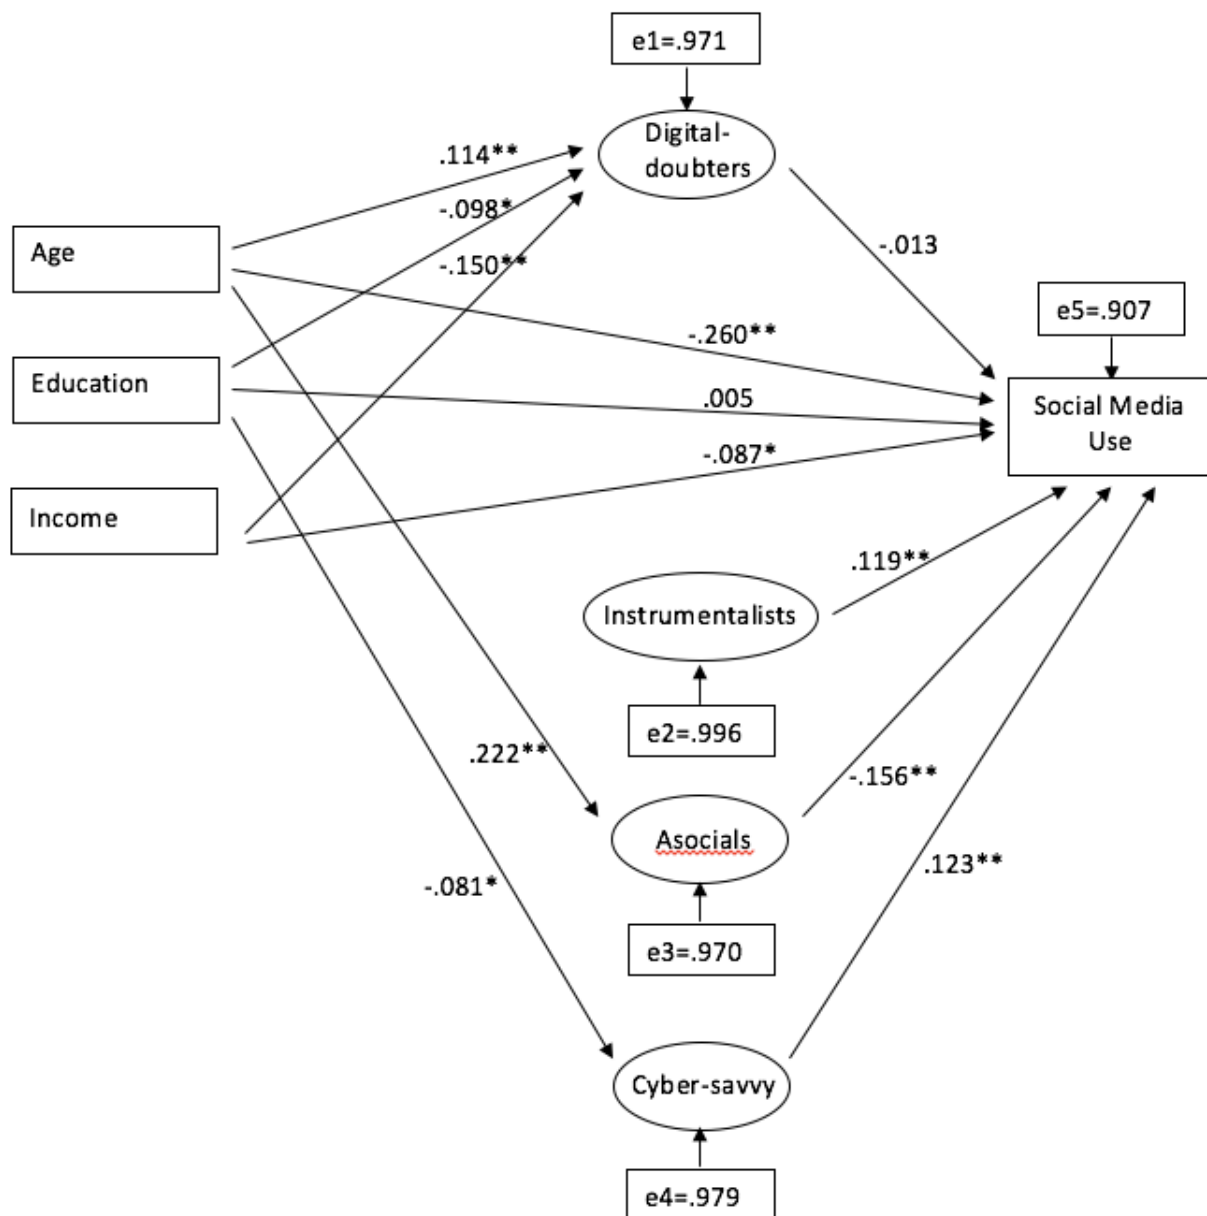 e1=.971
Digital-
doubters
.114**
-.098*
-.150**
Age
-.013
e5=.907
-.260**
Education
.005
Social Media
Use
-.087*
Income
.119**
Instrumentalists
e2=.996
.222**
-.156**
Asocials
.123**
-.081*
e3=.970
Cyber-savvy
e4=.979